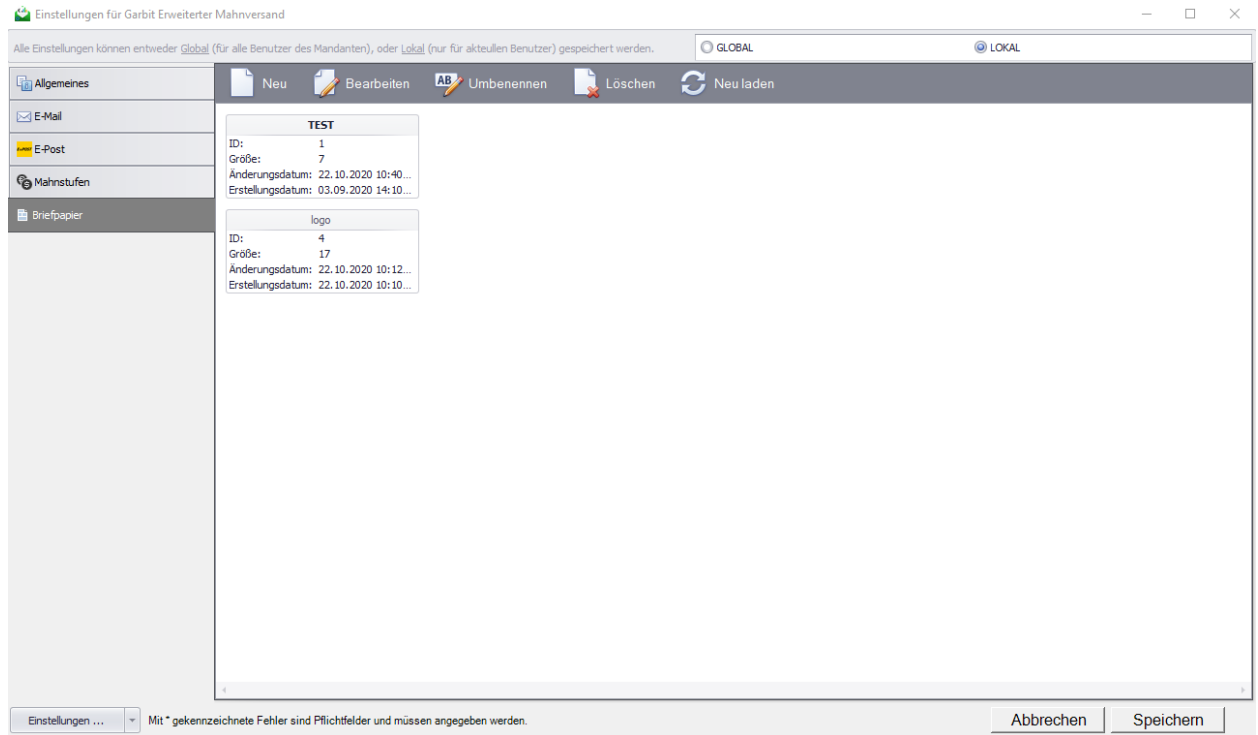 Einstellungen für Garbit Erweiterter Mahnversand
Alle Einstellungen können entweder Global (für alle Benutzer des Mandanten), oder Lokal (nur für akteullen Benutzer) gespeichert werden.
GLOBAL
LOKAL
Allgemeines
E-Mail
E-Post
Mahnstufen
Briefpapier
Neu
Bearbeiten
AB Umbenennen
Löschen
Neu laden
TEST
ID: 1
Größe: 7
Änderungsdatum: 22.10.2020 10:40...
Erstellungsdatum: 03.09.2020 14:10...
logo
ID: 4
Größe: 17
Änderungsdatum: 22.10.2020 10:12...
Erstellungsdatum: 22.10.2020 10:10...
Einstellungen ...
Mit * gekennzeichnete Fehler sind Pflichtfelder und müssen angegeben werden.
Abbrechen
Speichern